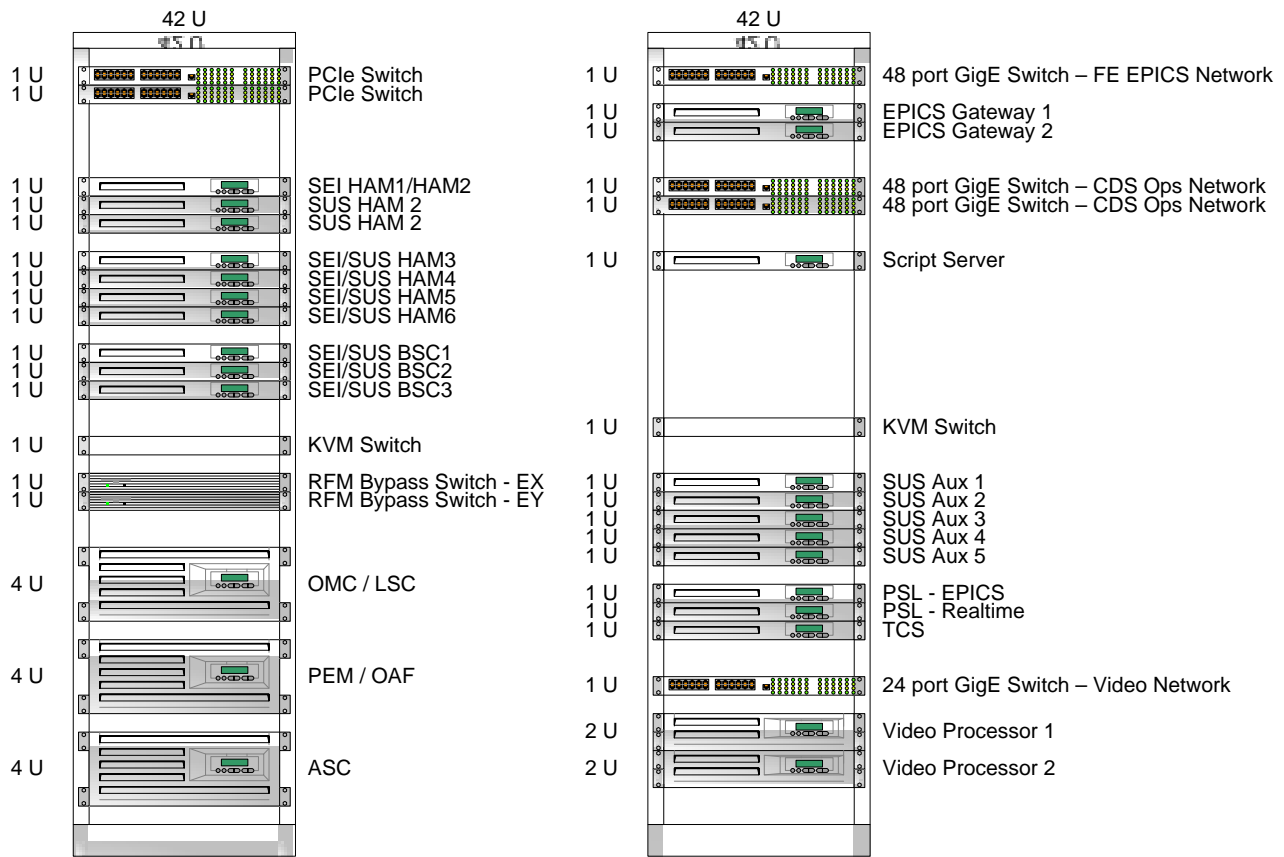 42 U
1 U PCIe Switch
1 U PCIe Switch
1 U SEI HAM1/HAM2
1 U SUS HAM 2
1 U SUS HAM 2
1 U SEI/SUS HAM3
1 U SEI/SUS HAM4
1 U SEI/SUS HAM5
1 U SEI/SUS HAM6
1 U SEI/SUS BSC1
1 U SEI/SUS BSC2
1 U SEI/SUS BSC3
1 U KVM Switch
1 U RFM Bypass Switch - EX
1 U RFM Bypass Switch - EY
4 U OMC / LSC
4 U PEM / OAF
4 U ASC
42 U
1 U 48 port GigE Switch – FE EPICS Network
1 U EPICS Gateway 1
1 U EPICS Gateway 2
1 U 48 port GigE Switch – CDS Ops Network
1 U 48 port GigE Switch – CDS Ops Network
1 U Script Server
1 U KVM Switch
1 U SUS Aux 1
1 U SUS Aux 2
1 U SUS Aux 3
1 U SUS Aux 4
1 U SUS Aux 5
1 U PSL - EPICS
1 U PSL - Realtime
1 U TCS
1 U 24 port GigE Switch – Video Network
2 U Video Processor 1
2 U Video Processor 2